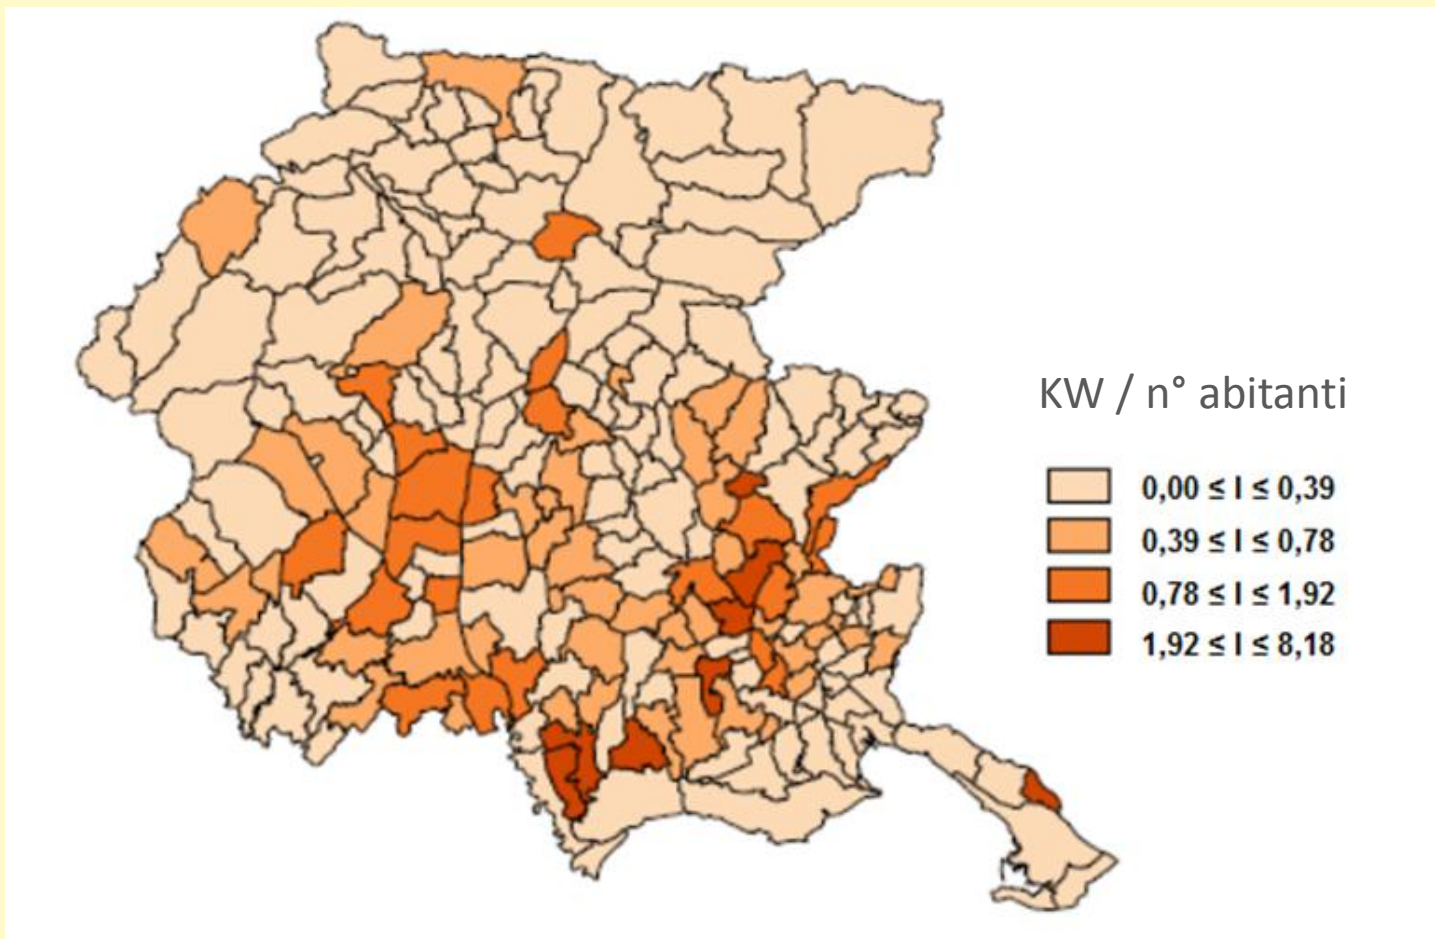 KW / n° abitanti
0,00 ≤ I ≤ 0,39
0,39 ≤ I ≤ 0,78
0,78 ≤ I ≤ 1,92
1,92 ≤ I ≤ 8,18